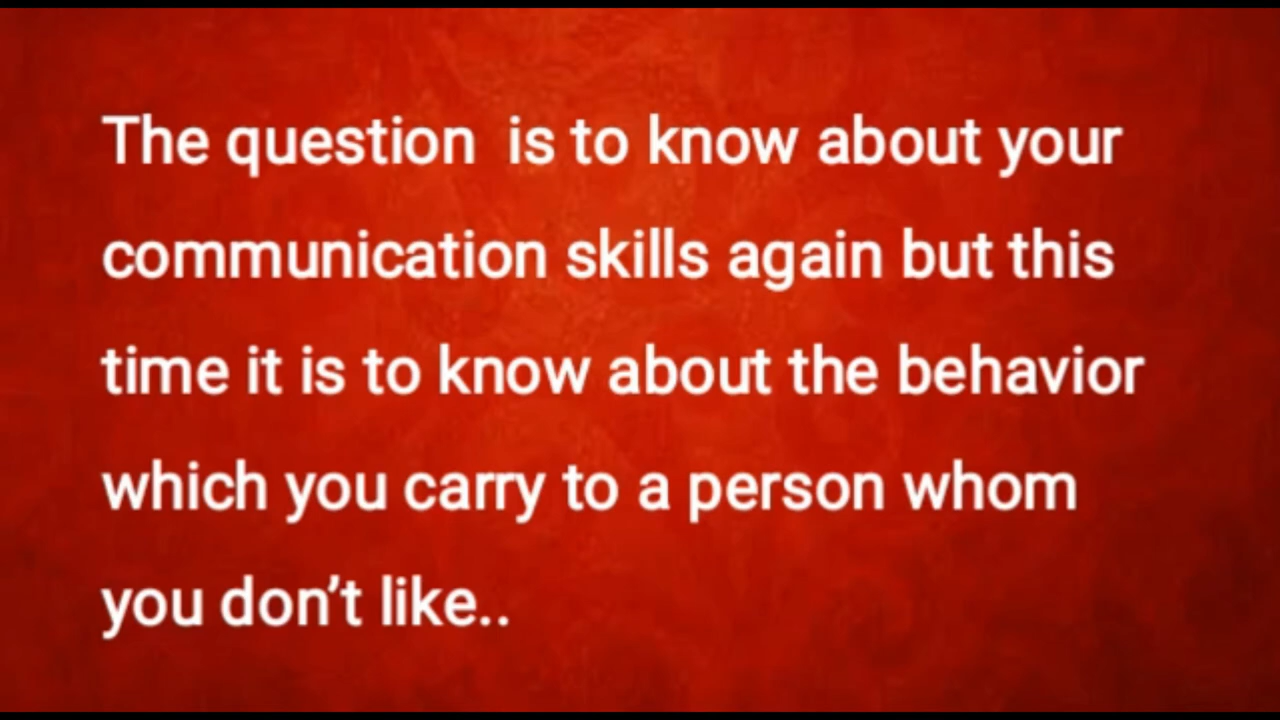 The question is to know about your
communication skills again but this
time it is to know about the behavior
which you carry to a person whom
you don’t like..